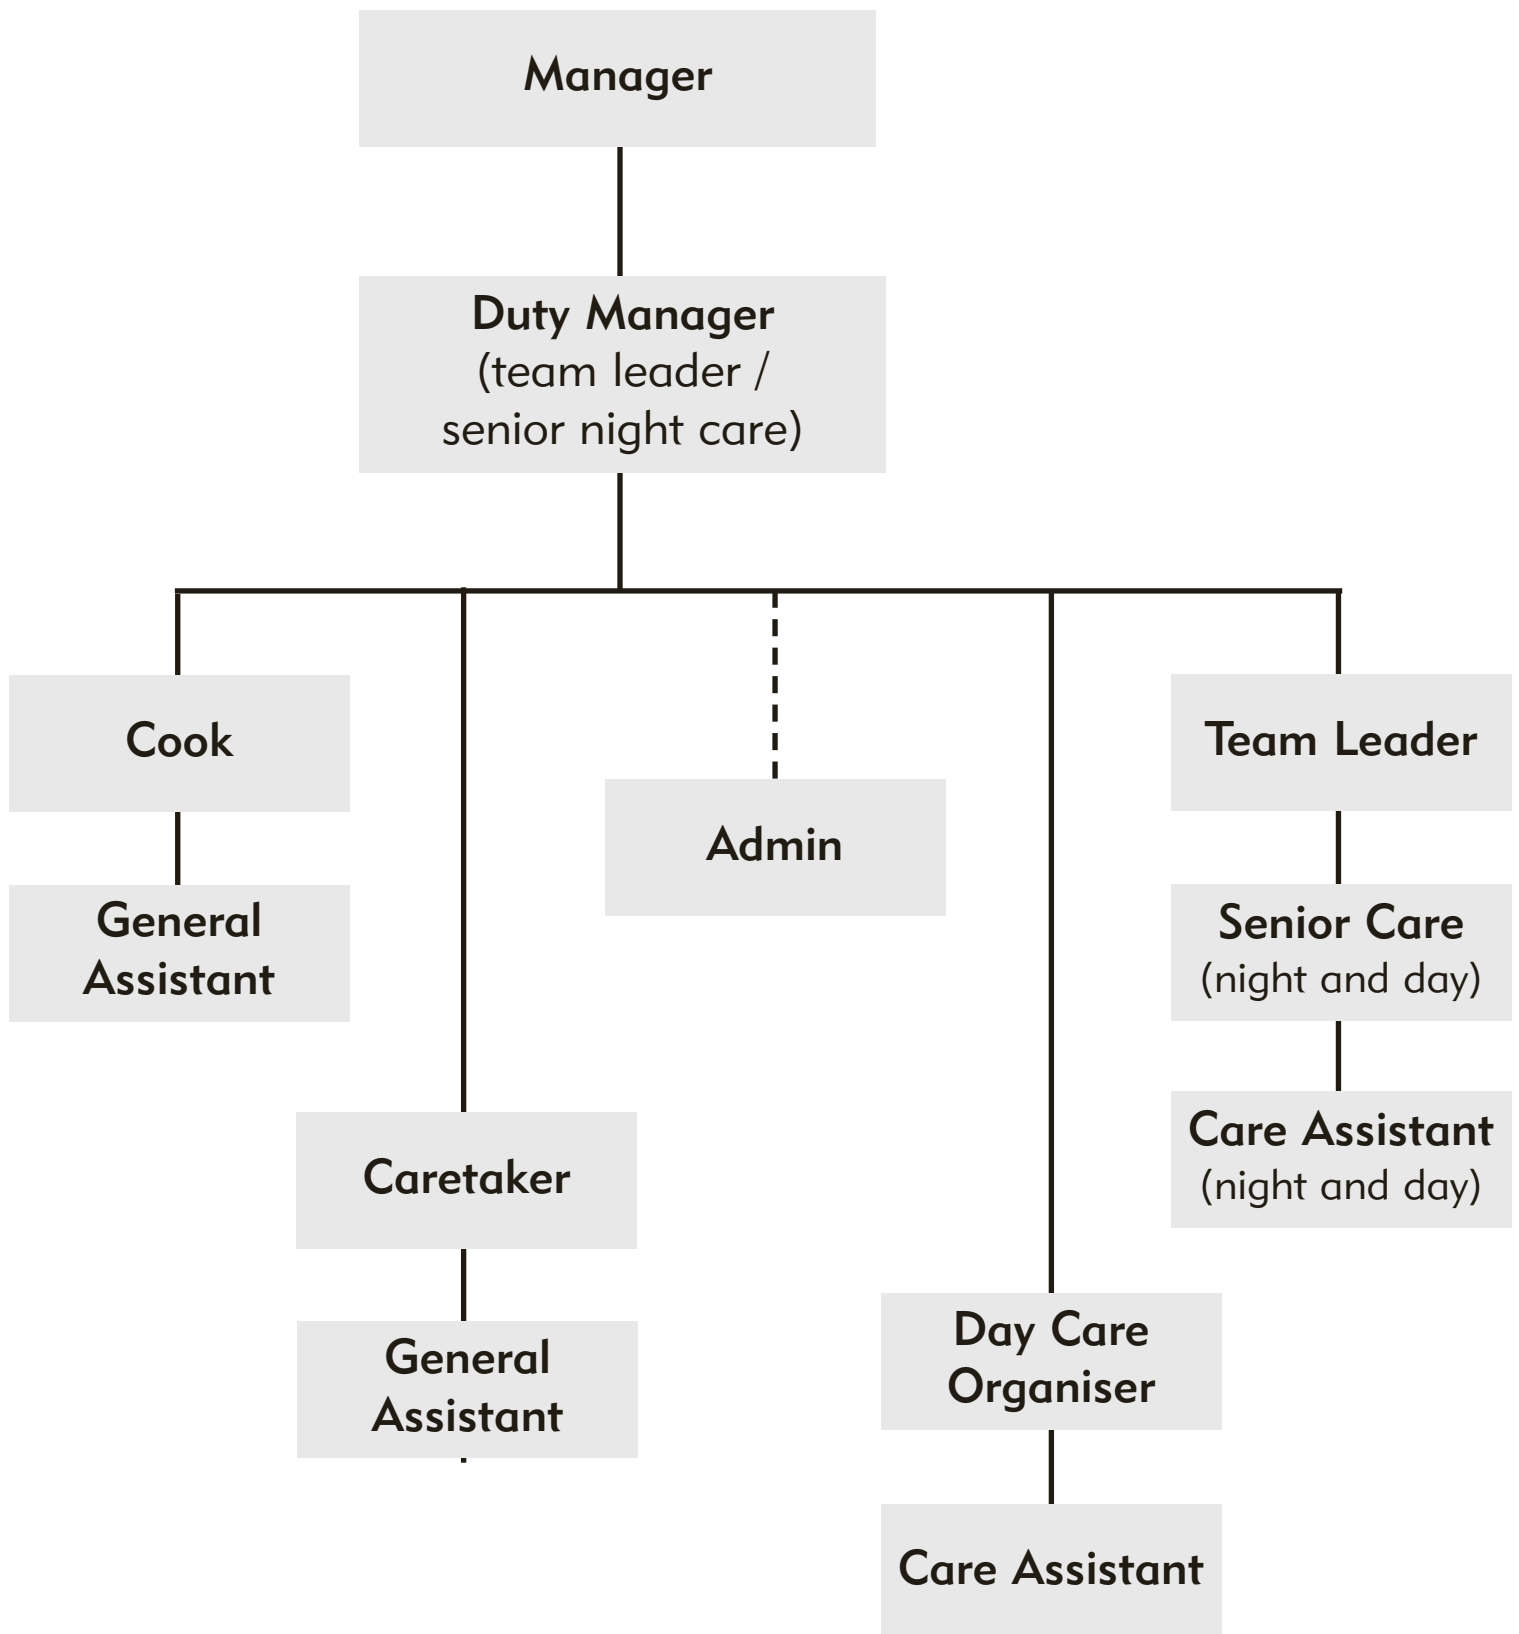 Manager
Duty Manager
(team leader /
senior night care)
Cook
Team Leader
Admin
General
Assistant
Senior Care
(night and day)
Caretaker
Care Assistant
(night and day)
General
Assistant
Day Care
Organiser
Care Assistant